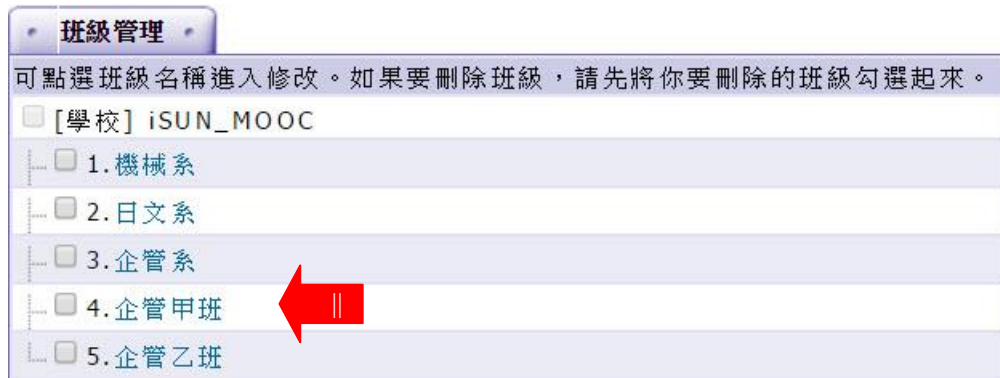 班級管理
可點選班級名稱進入修改。如果要刪除班級，請先將你要刪除的班級勾選起來。
[學校] iSUN_MOOC
1.機械系
2.日文系
3.企管系
4.企管甲班
5.企管乙班